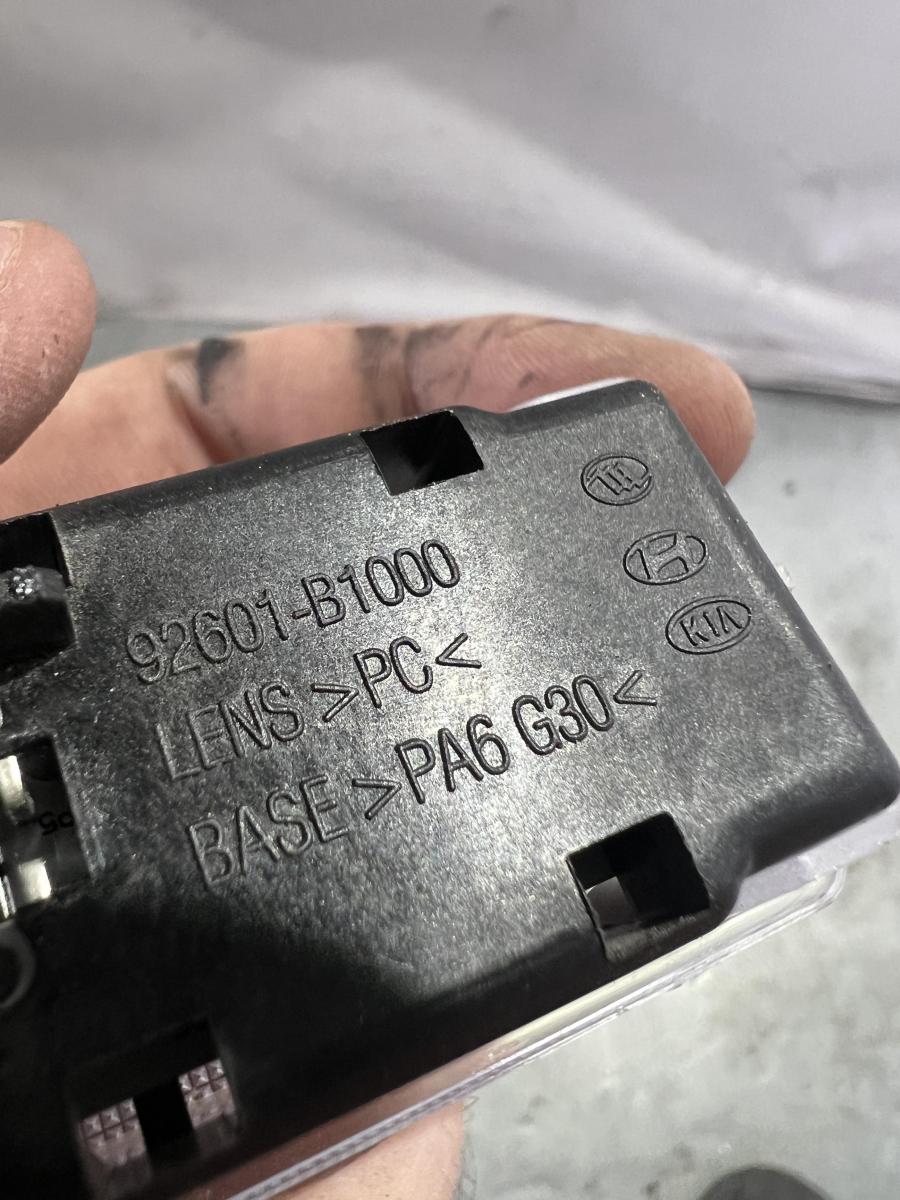 92601-B1000
LENS >PC<
BASE >PA6 G30<
KIA